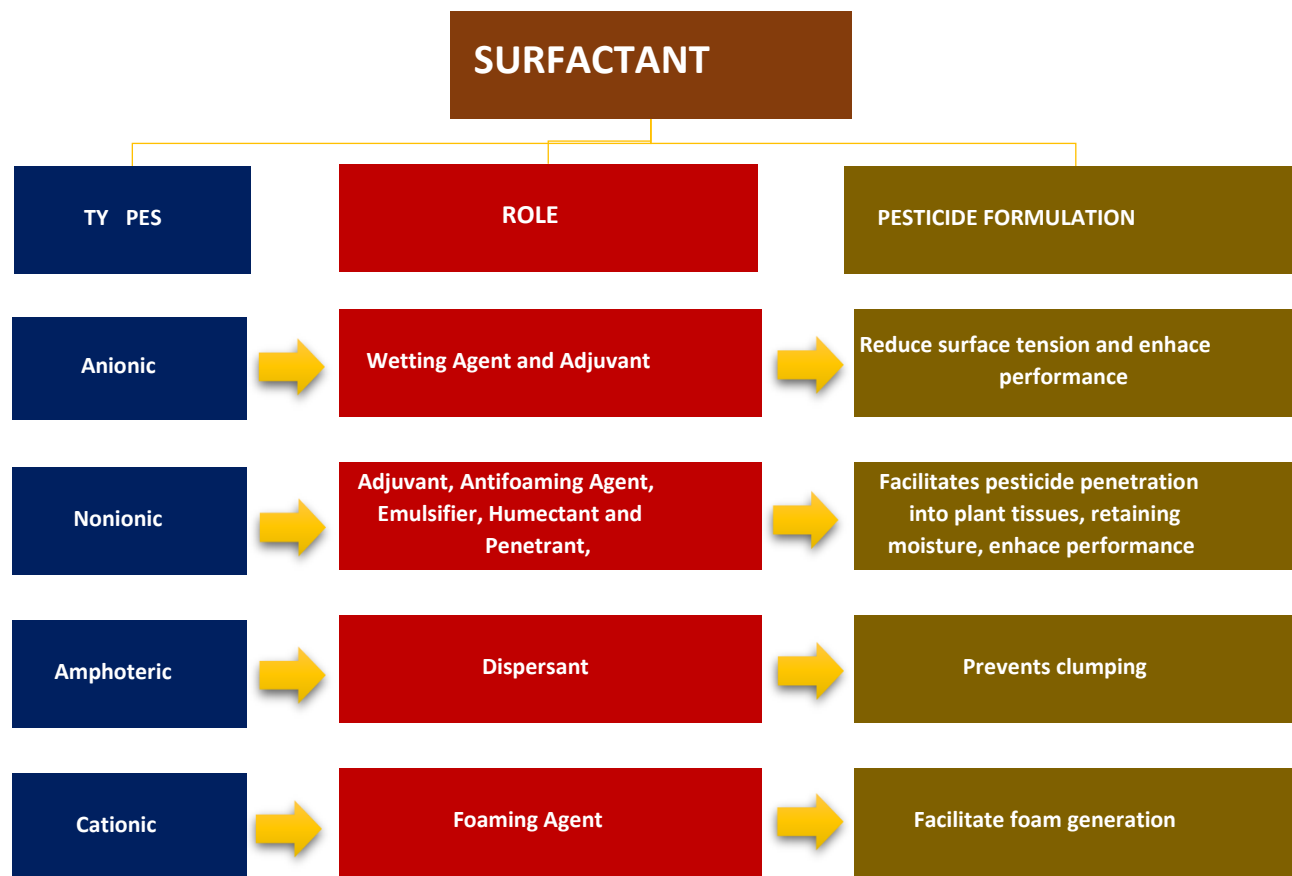 SURFACTANT
TY PES
ROLE
PESTICIDE FORMULATION
Anionic
Wetting Agent and Adjuvant
Reduce surface tension and enhace
performance
Nonionic
Adjuvant, Antifoaming Agent,
Emulsifier, Humectant and
Penetrant,
Facilitates pesticide penetration
into plant tissues, retaining
moisture, enhace performance
Amphoteric
Dispersant
Prevents clumping
Cationic
Foaming Agent
Facilitate foam generation